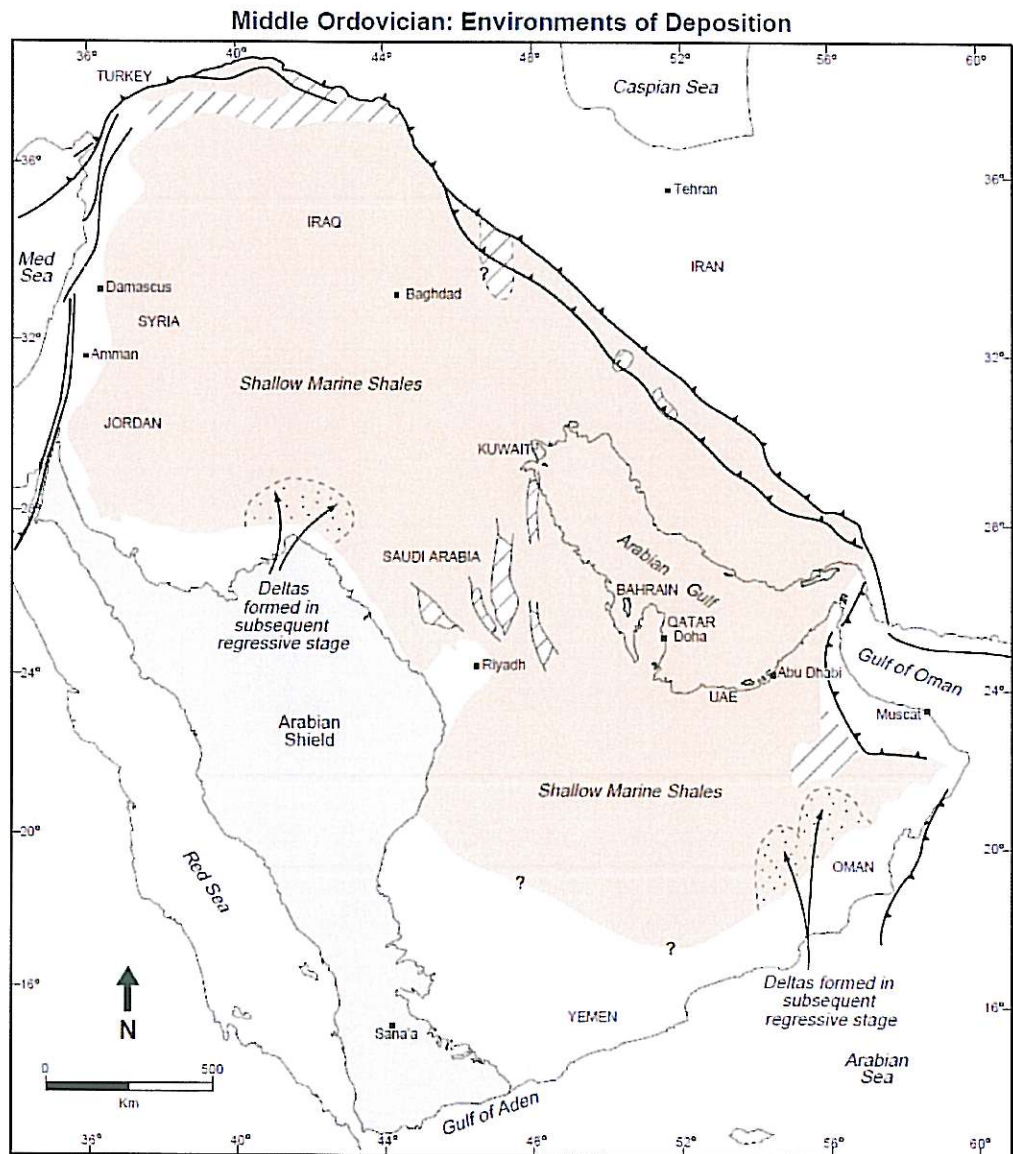 Middle Ordovician: Environments of Deposition
36°
40°
44°
48°
52°
56°
60°
TURKEY
Caspian Sea
36°
36°
Tehran
IRAQ
IRAN
Med
Sea
Damascus
?
Baghdad
SYRIA
32°
32°
Amman
Shallow Marine Shales
JORDAN
KUWAIT
28°
28°
SAUDI ARABIA
Arabian
Gulf
Deltas
formed in
subsequent
regressive stage
BAHRAIN
QATAR
Doha
Riyadh
24°
Abu Dhabi
UAE
Gulf of Oman
24°
Muscat
Arabian
Shield
Shallow Marine Shales
20°
20°
OMAN
Red Sea
?
?
16°
16°
N
Deltas formed in
subsequent
regressive stage
YEMEN
Sana'a
Arabian
Sea
0
500
Km
Gulf of Aden
36°
40°
44°
48°
52°
56°
60°